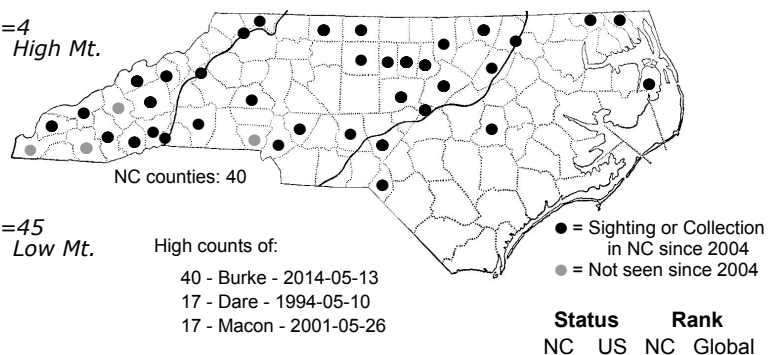 =4
High Mt.
NC counties: 40
=45
Low Mt.
High counts of:
40 - Burke - 2014-05-13
17 - Dare - 1994-05-10
17 - Macon - 2001-05-26
● = Sighting or Collection
in NC since 2004
● = Not seen since 2004
Status Rank
NC US NC Global